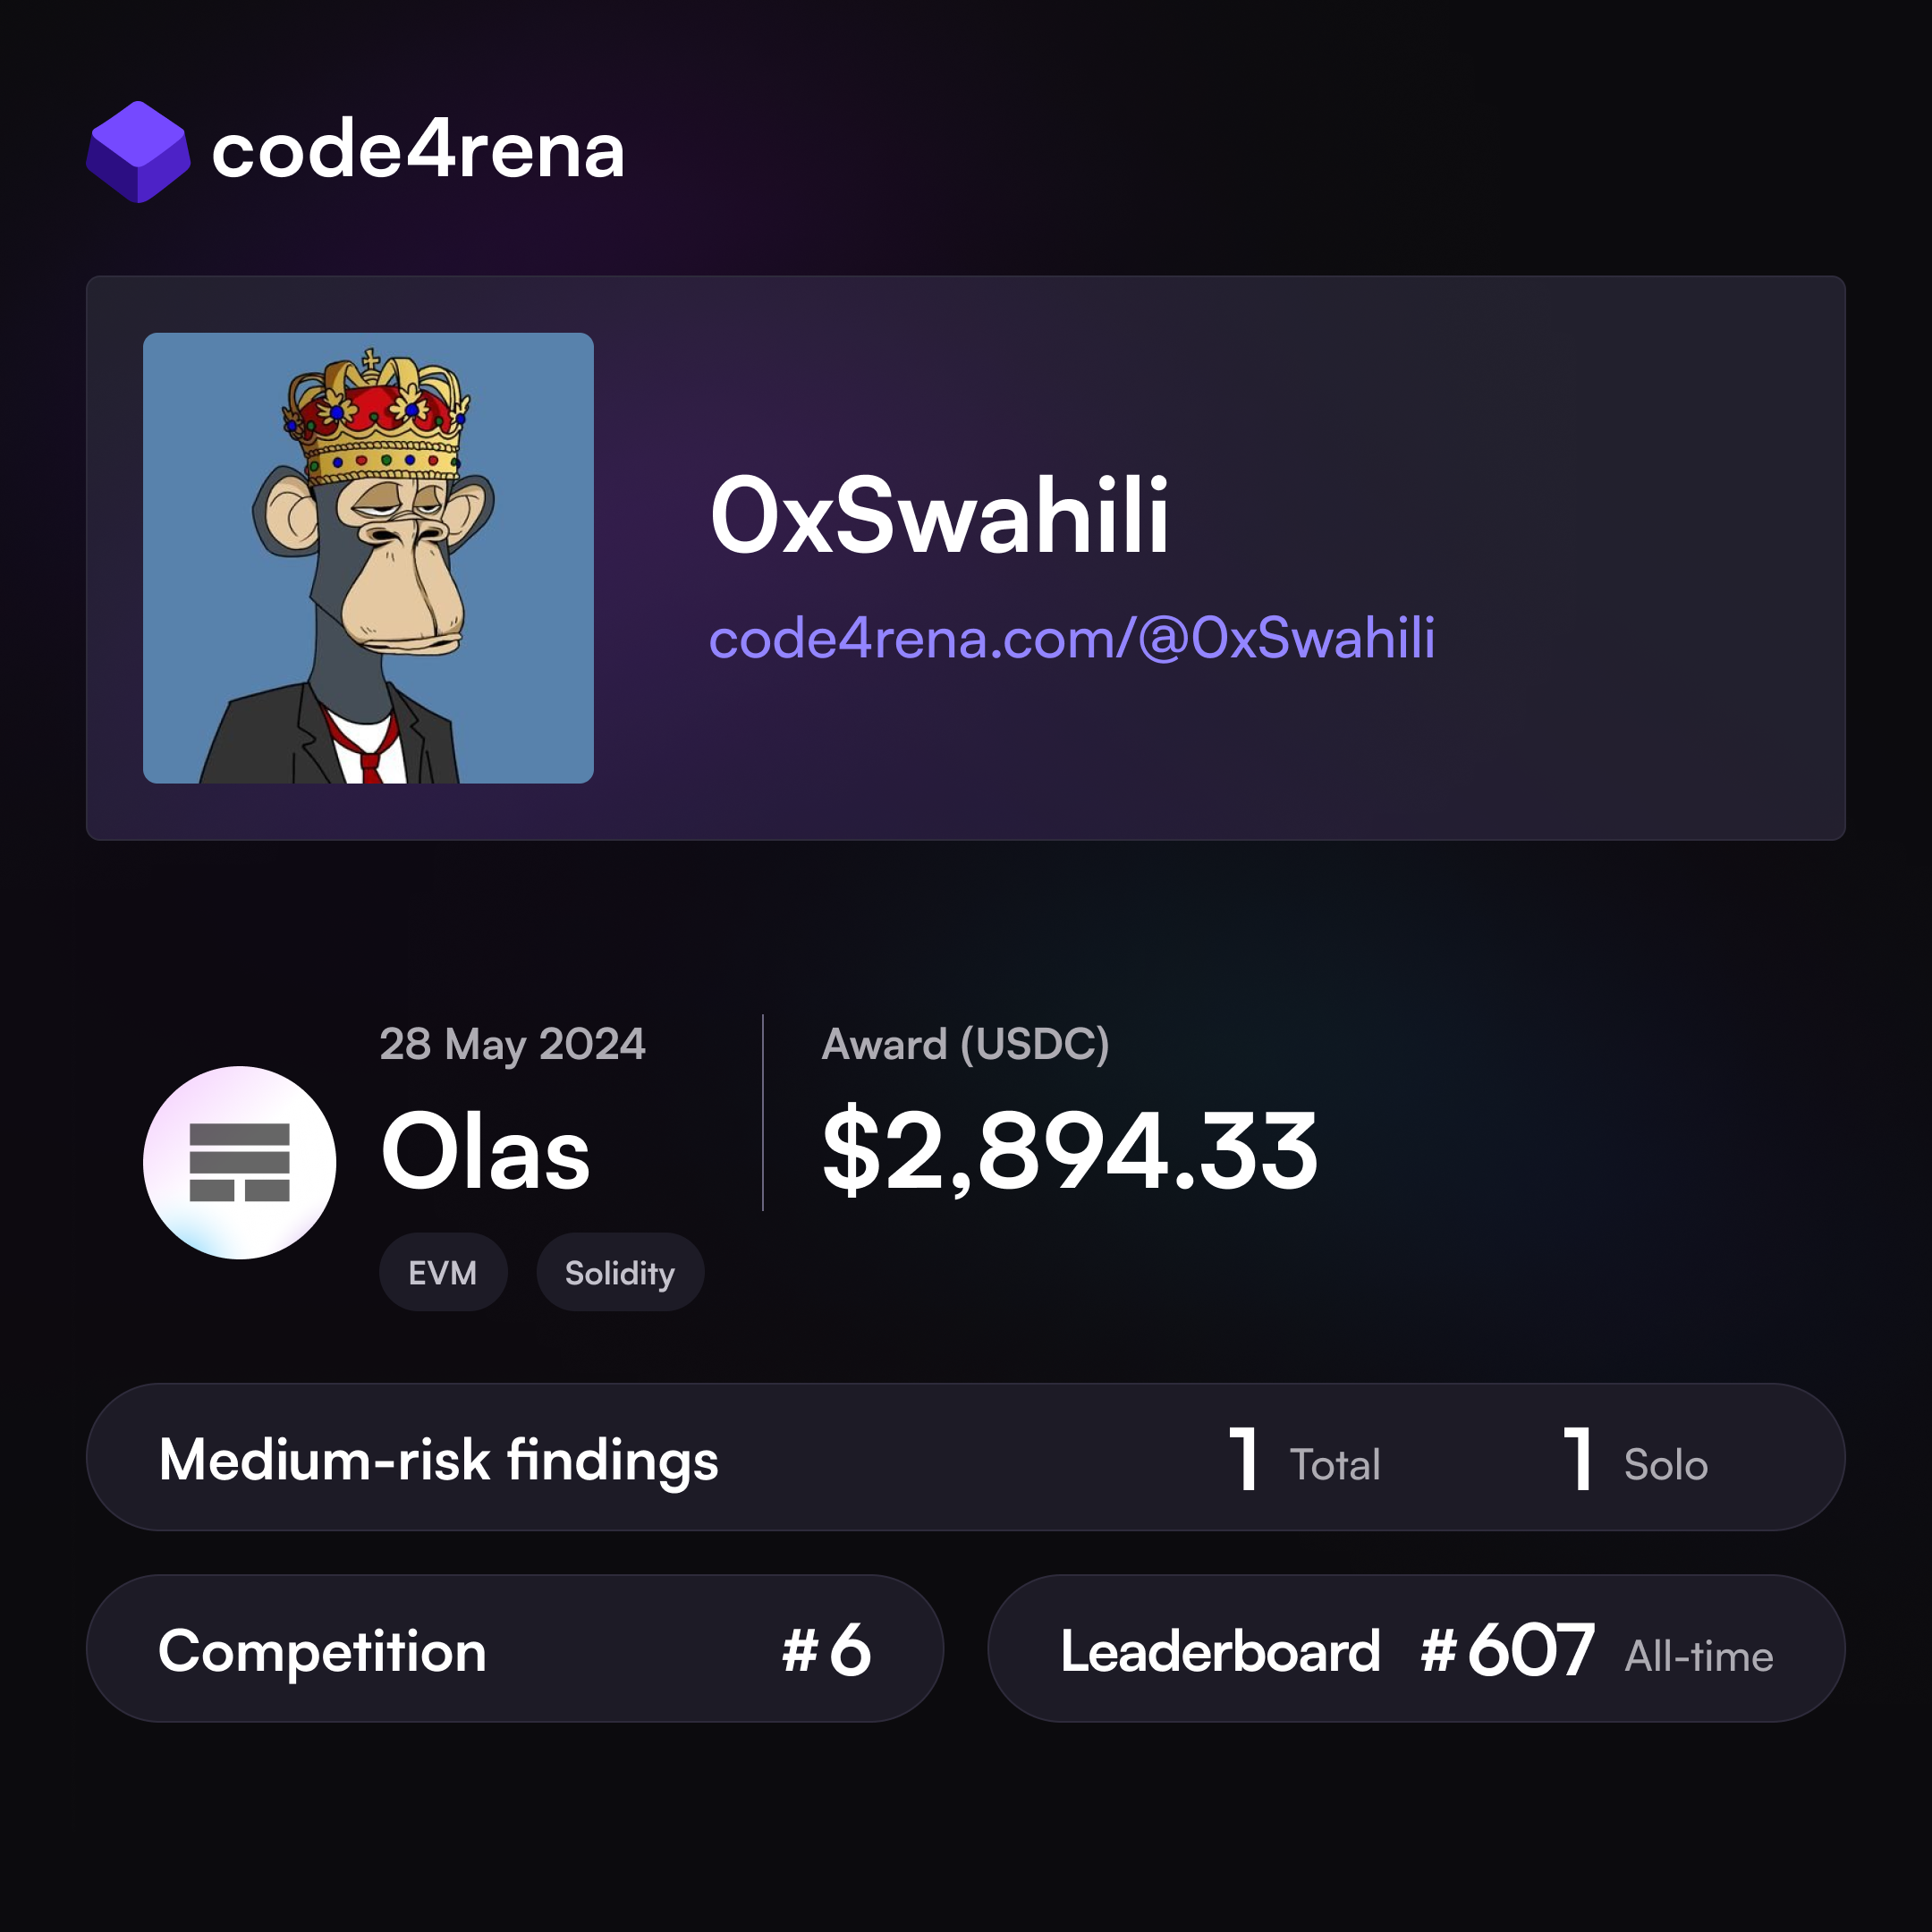 code4rena
0xSwahili
code4rena.com/@0xSwahili
28 May 2024
Olas
EVM Solidity
Award (USDC)
$2,894.33
Medium-risk findings 1 Total 1 Solo
Competition #6
Leaderboard #607 All-time